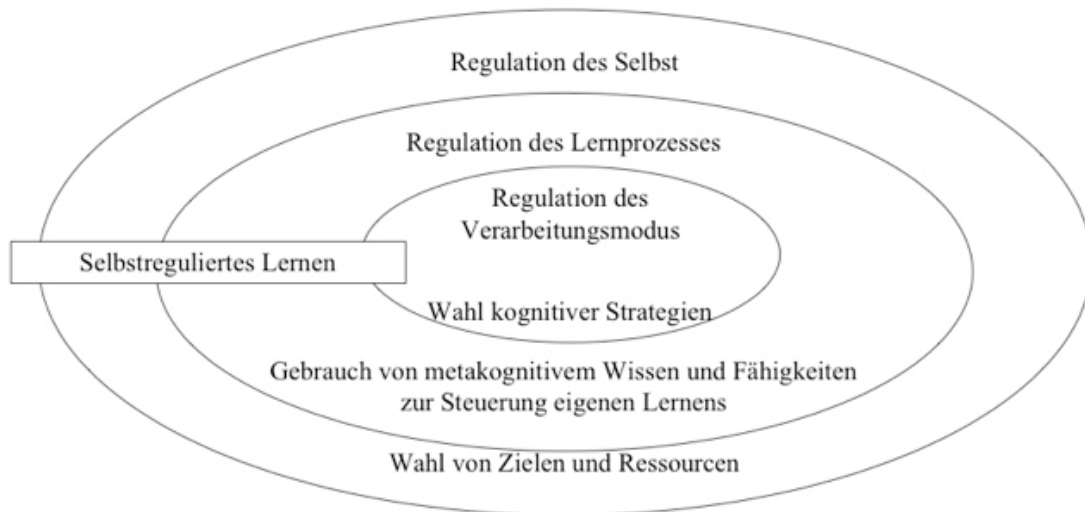 Regulation des Selbst
Regulation des Lernprozesses
Regulation des
Verarbeitungsmodus
Selbstreguliertes Lernen
Wahl kognitiver Strategien
Gebrauch von metakognitivem Wissen und Fähigkeiten
zur Steuerung eigenen Lernens
Wahl von Zielen und Ressourcen